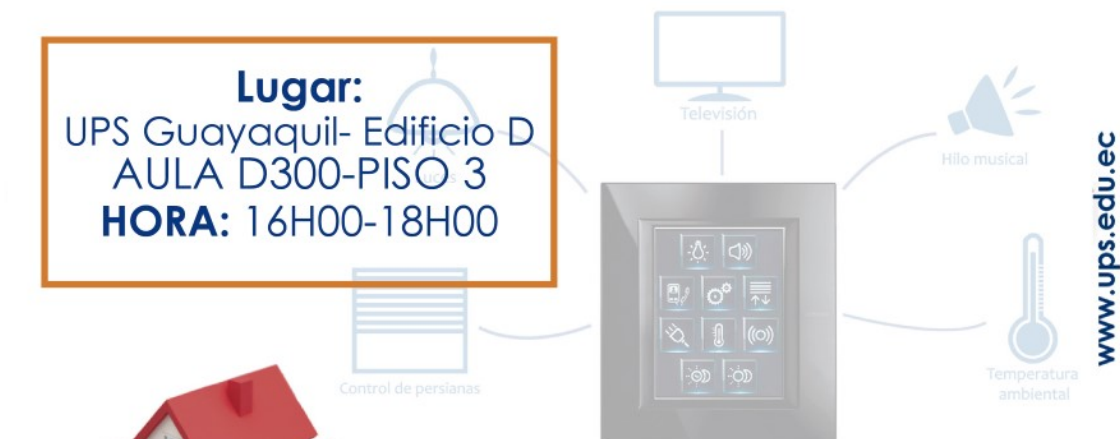 Lugar:
UPS Guayaquil- Edificio D
AULA D300-PISO 3
HORA: 16H00-18H00
Luces
Televisión
Hilo musical
Control de persianas
Temperatura
ambiental
www.ups.edu.ec